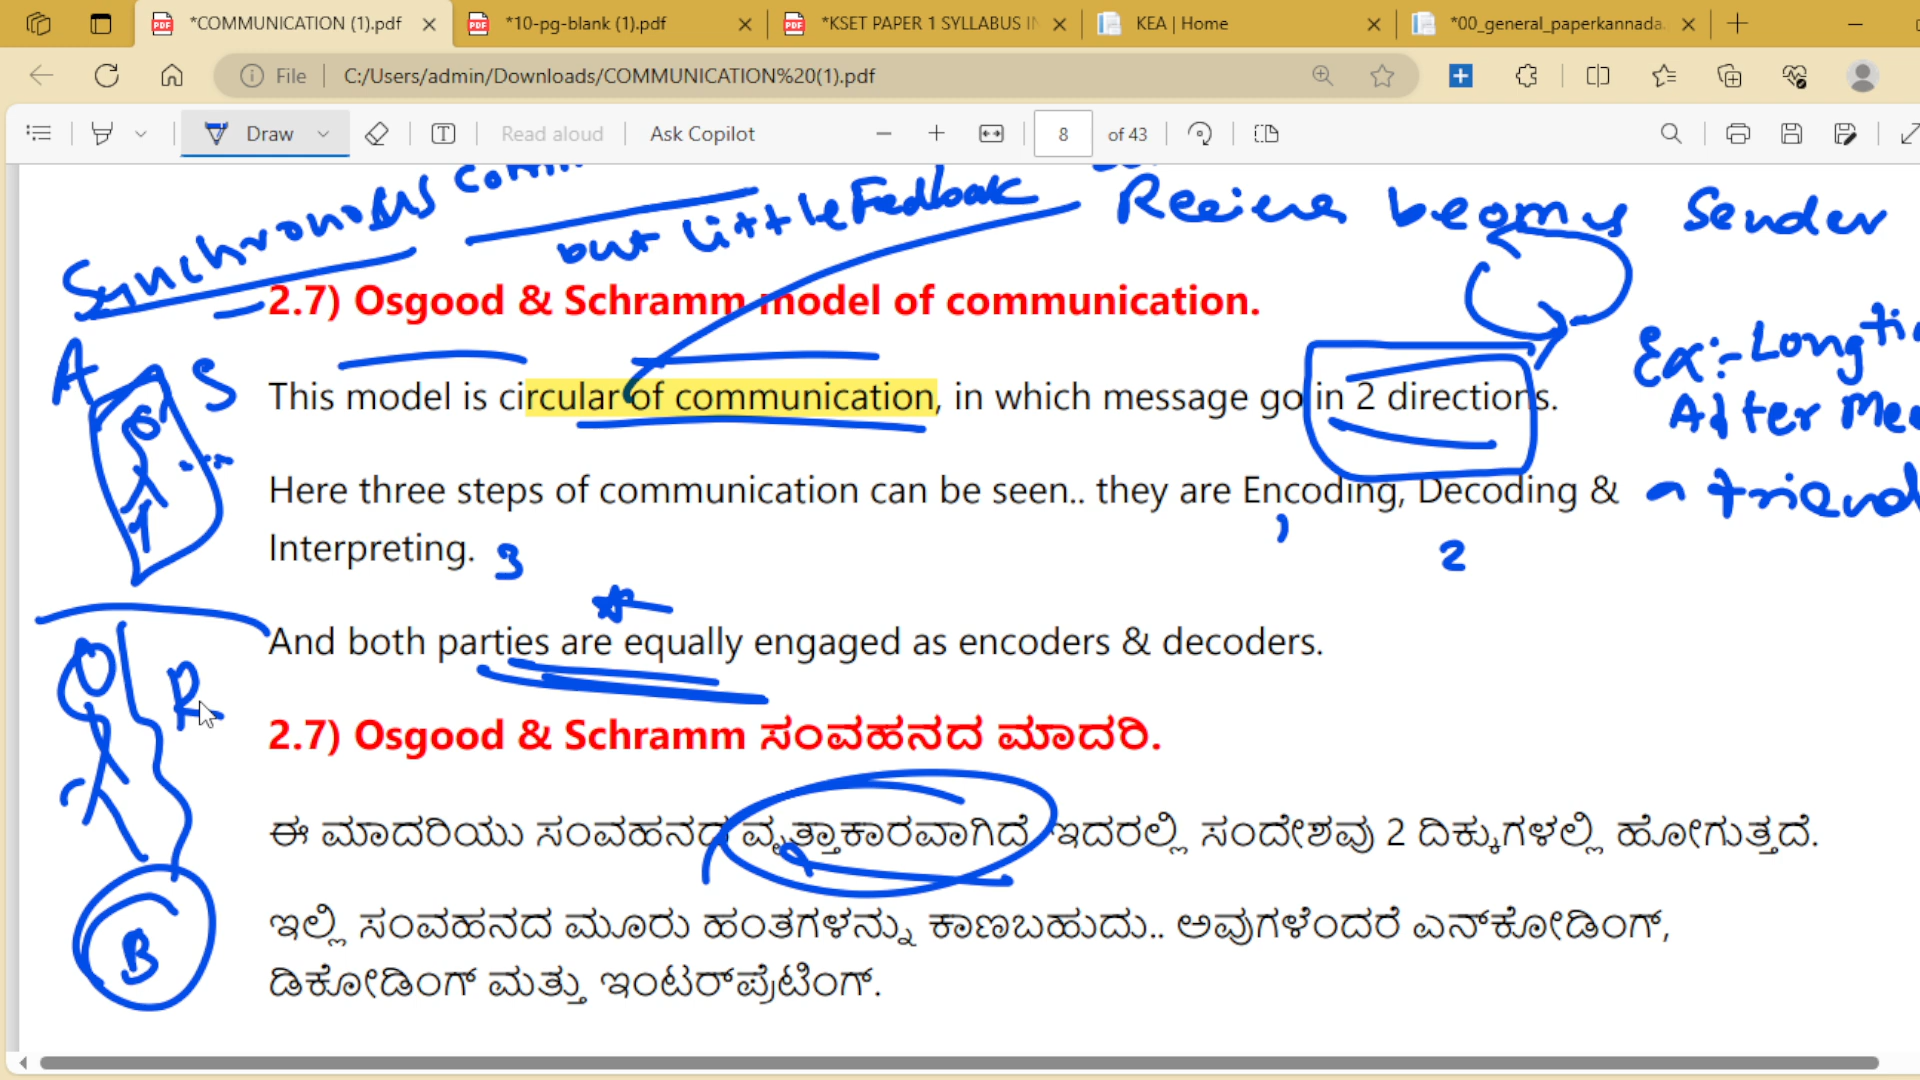 *COMMUNICATION (1).pdf
*10-pg-blank (1).pdf
*KSET PAPER 1 SYLLABUS IN
KEA | Home
*00_general_paperkannada.
File
C:/Users/admin/Downloads/COMMUNICATION%20(1).pdf
Draw
Read aloud
Ask Copilot
8
of 43
but Little
becomes Sender
2.7) Osgood & Schramm model of communication.
Ex:- Long
A S
This model is circular of communication, in which message go in 2 directions.
After
Here three steps of communication can be seen.. they are Encoding, Decoding &
a friend
Interpreting. 3
2
And both parties are equally engaged as encoders & decoders.
R
2.7) Osgood & Schramm ಸಂವಹನದ ಮಾದರಿ.
ಈ ಮಾದರಿಯು ಸಂವಹನದ ವೃತ್ತಾಕಾರವಾಗಿದೆ ಇದರಲ್ಲಿ ಸಂದೇಶವು 2 ದಿಕ್ಕುಗಳಲ್ಲಿ ಹೋಗುತ್ತದೆ.
ಇಲ್ಲಿ ಸಂವಹನದ ಮೂರು ಹಂತಗಳನ್ನು ಕಾಣಬಹುದು.. ಅವುಗಳೆಂದರೆ ಎನ್‌ಕೋಡಿಂಗ್,
B
ಡಿಕೋಡಿಂಗ್ ಮತ್ತು ಇಂಟರ್‌ಪ್ರೆಟಿಂಗ್.